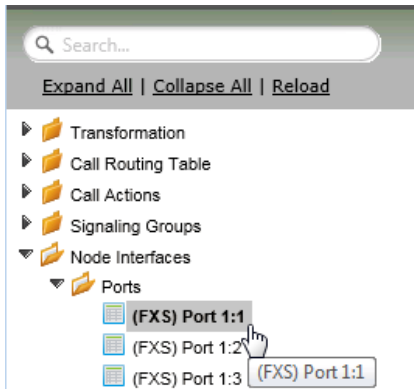 Search...
Expand All | Collapse All | Reload
Transformation
Call Routing Table
Call Actions
Signaling Groups
Node Interfaces
Ports
(FXS) Port 1:1
(FXS) Port 1:2
(FXS) Port 1:3
(FXS) Port 1:1